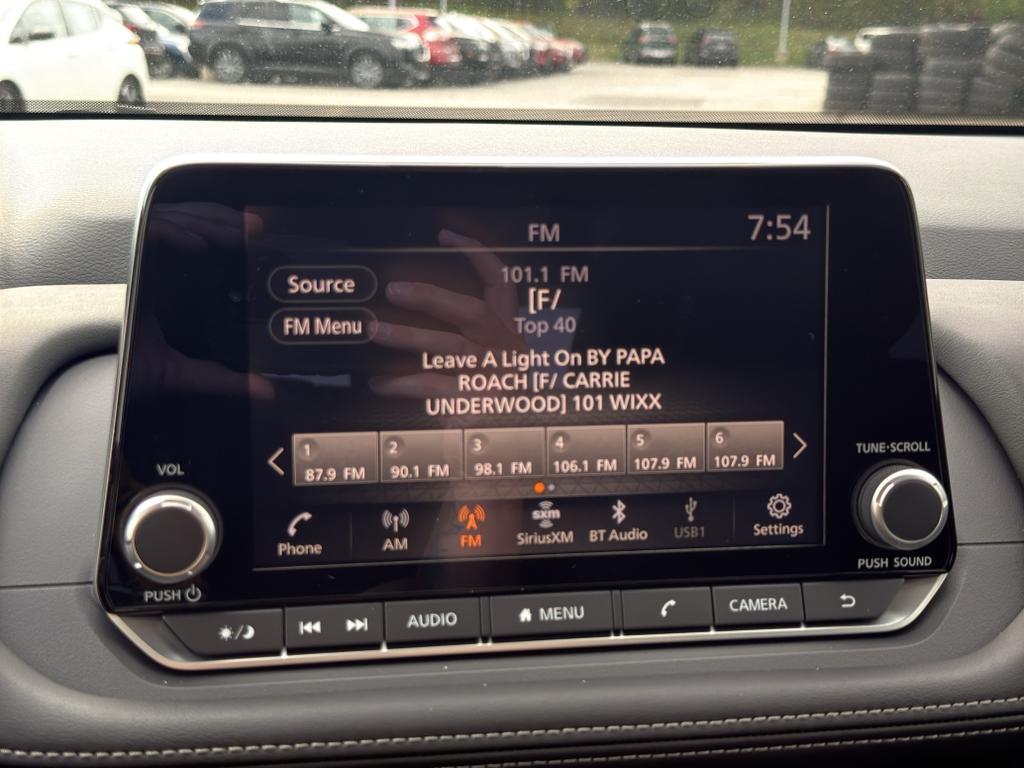 FM
7:54
Source
101.1 FM
[F/
FM Menu
Top 40
Leave A Light On BY PAPA
ROACH [F/ CARRIE
UNDERWOOD] 101 WIXX
1 2 3 4 5 6
87.9 FM 90.1 FM 98.1 FM 106.1 FM 107.9 FM 107.9 FM
VOL
TUNE·SCROLL
Phone AM FM sxm SiriusXM BT Audio USB1 Settings
PUSH
PUSH SOUND
AUDIO MENU CAMERA